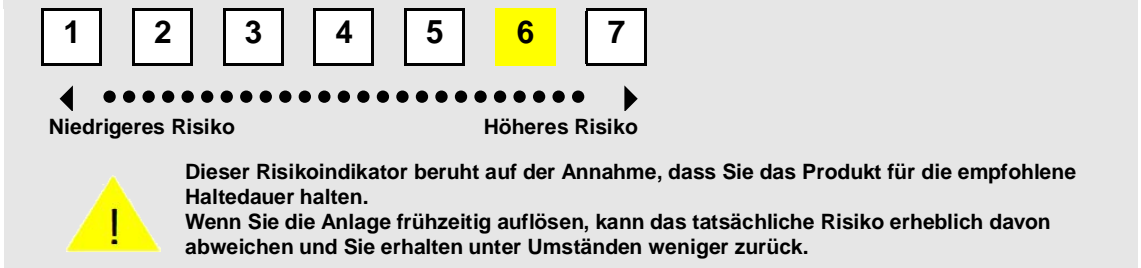 1 2 3 4 5 6 7
Niedrigeres Risiko Höheres Risiko
Dieser Risikoindikator beruht auf der Annahme, dass Sie das Produkt für die empfohlene
Haltedauer halten.
Wenn Sie die Anlage frühzeitig auflösen, kann das tatsächliche Risiko erheblich davon
abweichen und Sie erhalten unter Umständen weniger zurück.
!